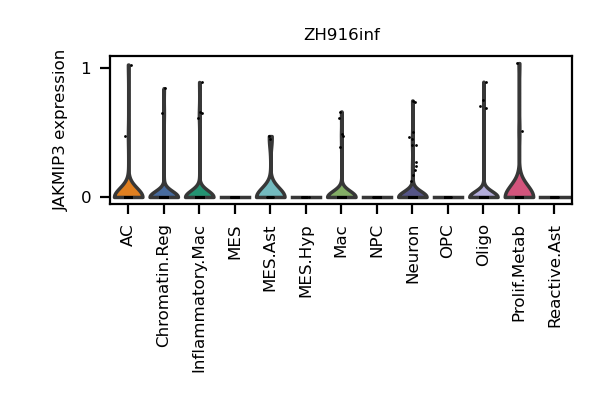 ZH916inf
JAKMIP3 expression
1
0
AC
Chromatin.Reg
Inflammatory.Mac
MES
MES.Ast
MES.Hyp
Mac
NPC
Neuron
OPC
Oligo
Prolif.Metab
Reactive.Ast